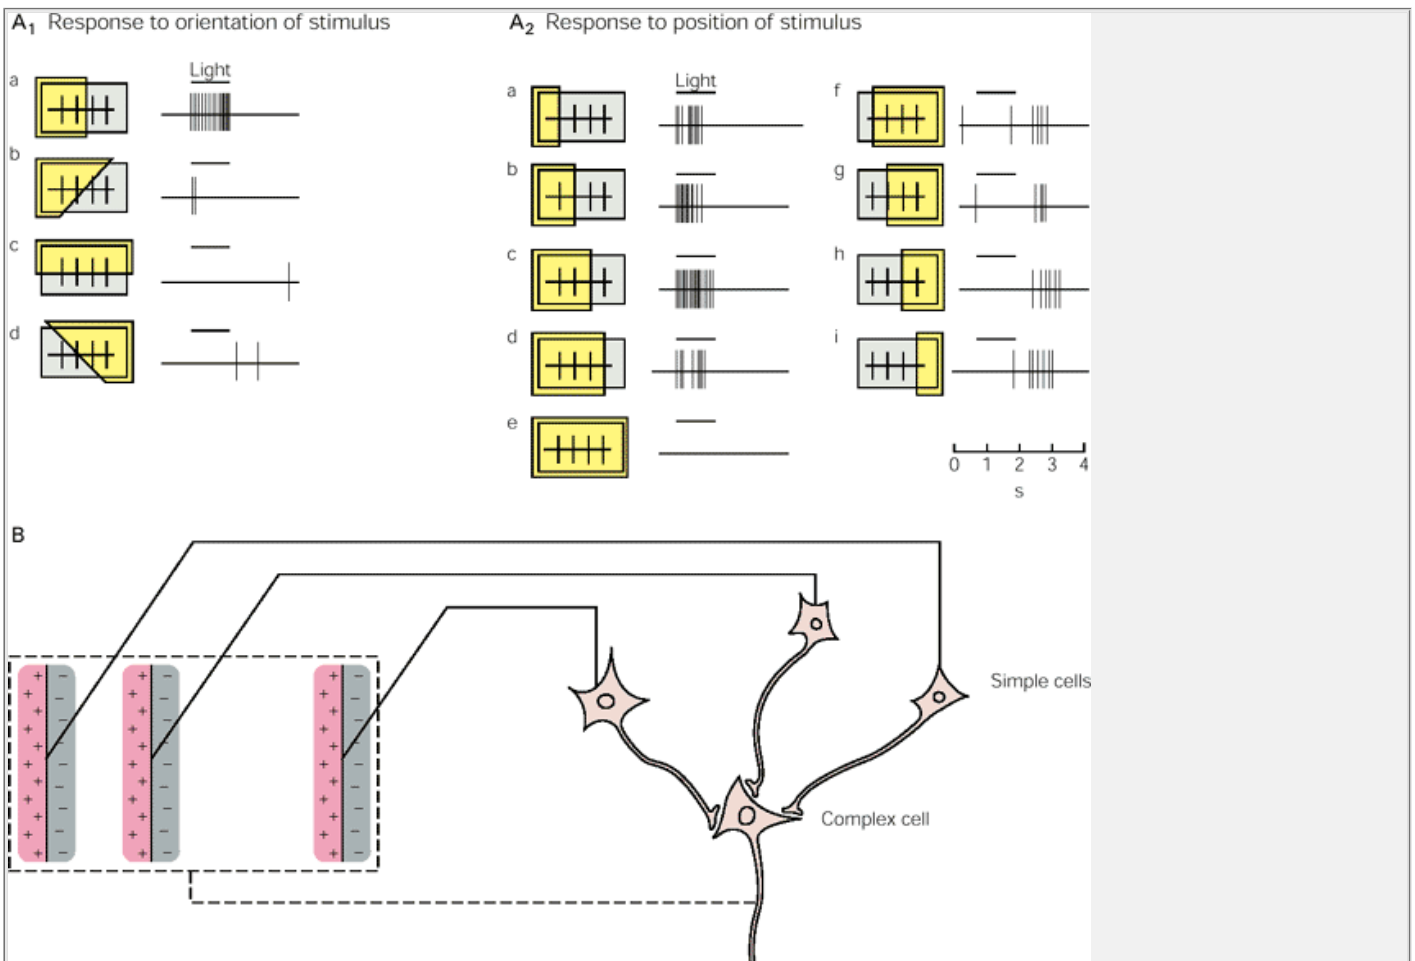 A1 Response to orientation of stimulus
a
Light
b
c
d
A2 Response to position of stimulus
a
Light
b
c
d
e
f
g
h
i
0 1 2 3 4
s
B
+ −
+ −
+ −
Simple cells
Complex cell